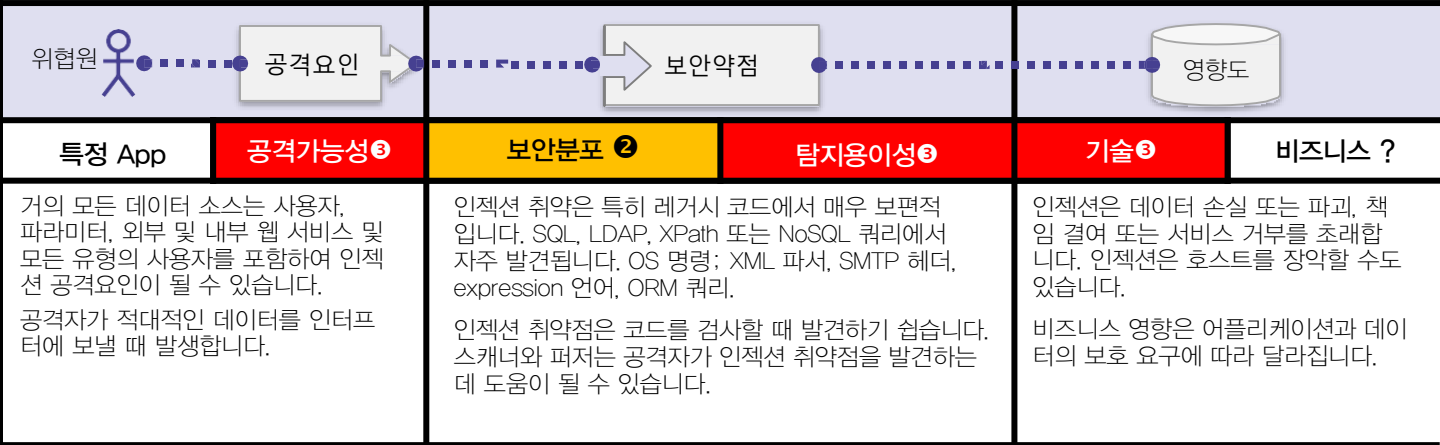 위협원
공격요인
보안약점
영향도
특정 App
공격가능성❸
보안분포 ❷
탐지용이성❸
기술❸
비즈니스 ?
거의 모든 데이터 소스는 사용자,
파라미터, 외부 및 내부 웹 서비스 및
모든 유형의 사용자를 포함하여 인젝
션 공격요인이 될 수 있습니다.
공격자가 적대적인 데이터를 인터프
터에 보낼 때 발생합니다.
인젝션 취약은 특히 레거시 코드에서 매우 보편적
입니다. SQL, LDAP, XPath 또는 NoSQL 쿼리에서
자주 발견됩니다. OS 명령; XML 파서, SMTP 헤더,
expression 언어, ORM 쿼리.
인젝션 취약점은 코드를 검사할 때 발견하기 쉽습니다.
스캐너와 퍼저는 공격자가 인젝션 취약점을 발견하는
데 도움이 될 수 있습니다.
인젝션은 데이터 손실 또는 파괴, 책
임 결여 또는 서비스 거부를 초래합
니다. 인젝션은 호스트를 장악할 수도
있습니다.
비즈니스 영향은 어플리케이션과 데이
터의 보호 요구에 따라 달라집니다.